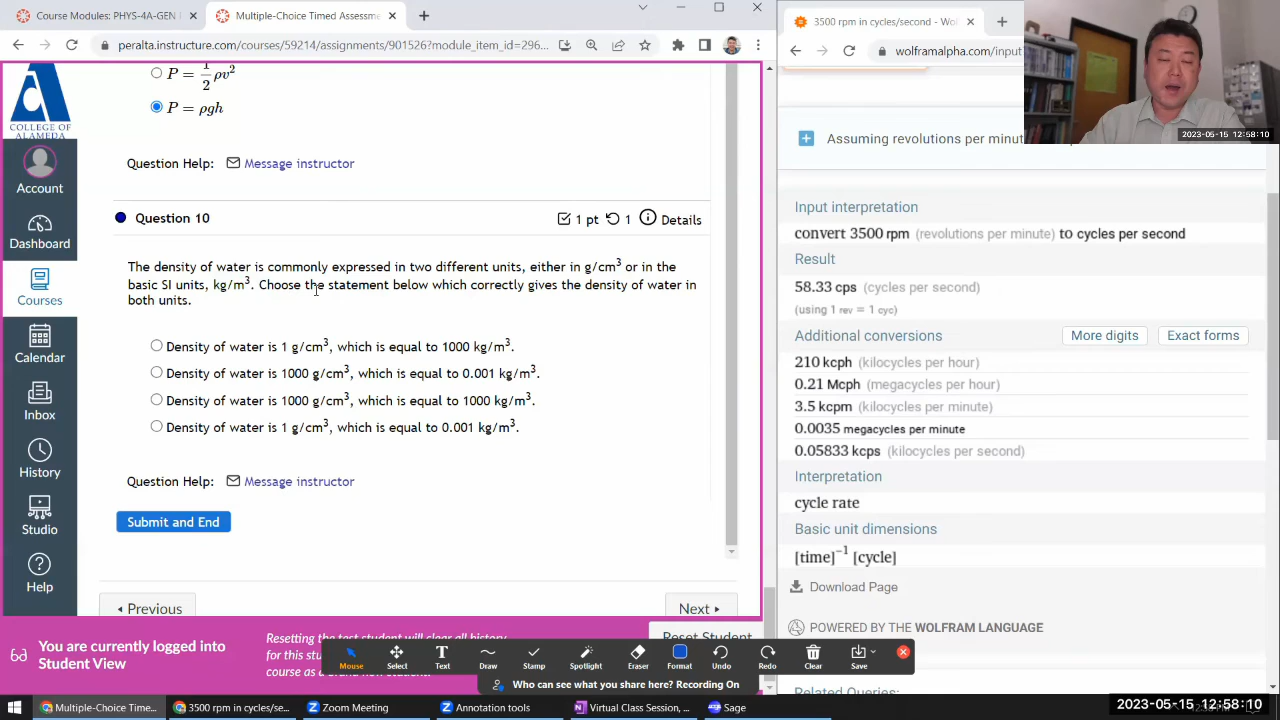 Course Modules: PHYS-4A-GEN
Multiple-Choice Timed Assessme
3500 rpm in cycles/second - Wo
peralta.instructure.com/courses/59214/assignments/901526?module_item_id=296...
wolframalpha.com/input
2023-05-15 12:58:10
COLLEGE OF
ALAMEDA
Account
Dashboard
Courses
Calendar
Inbox
History
Studio
Help
P = 1/2 ρv²
P = ρgh
Question Help: Message instructor
Question 10
1 pt 1 Details
The density of water is commonly expressed in two different units, either in g/cm³ or in the
basic SI units, kg/m³. Choose the statement below which correctly gives the density of water in
both units.
Density of water is 1 g/cm³, which is equal to 1000 kg/m³.
Density of water is 1000 g/cm³, which is equal to 0.001 kg/m³.
Density of water is 1000 g/cm³, which is equal to 1000 kg/m³.
Density of water is 1 g/cm³, which is equal to 0.001 kg/m³.
Question Help: Message instructor
Submit and End
Previous
Next
Assuming revolutions per minut
Input interpretation
convert 3500 rpm (revolutions per minute) to cycles per second
Result
58.33 cps (cycles per second)
(using 1 rev = 1 cyc)
Additional conversions
More digits
Exact forms
210 kcph (kilocycles per hour)
0.21 Mcph (megacycles per hour)
3.5 kcpm (kilocycles per minute)
0.0035 megacycles per minute
0.05833 kcps (kilocycles per second)
Interpretation
cycle rate
Basic unit dimensions
[time]⁻¹ [cycle]
Download Page
POWERED BY THE WOLFRAM LANGUAGE
Related Queries:
You are currently logged into
Student View
Resetting the test student will clear all history
for this stu
course as a brand new student.
Reset Student
Mouse
Select
Text
Draw
Stamp
Spotlight
Eraser
Format
Undo
Redo
Clear
Save
Who can see what you share here? Recording On
Multiple-Choice Time...
3500 rpm in cycles/se...
Zoom Meeting
Annotation tools
Virtual Class Session, ...
Sage
2023-05-15 12:58:10